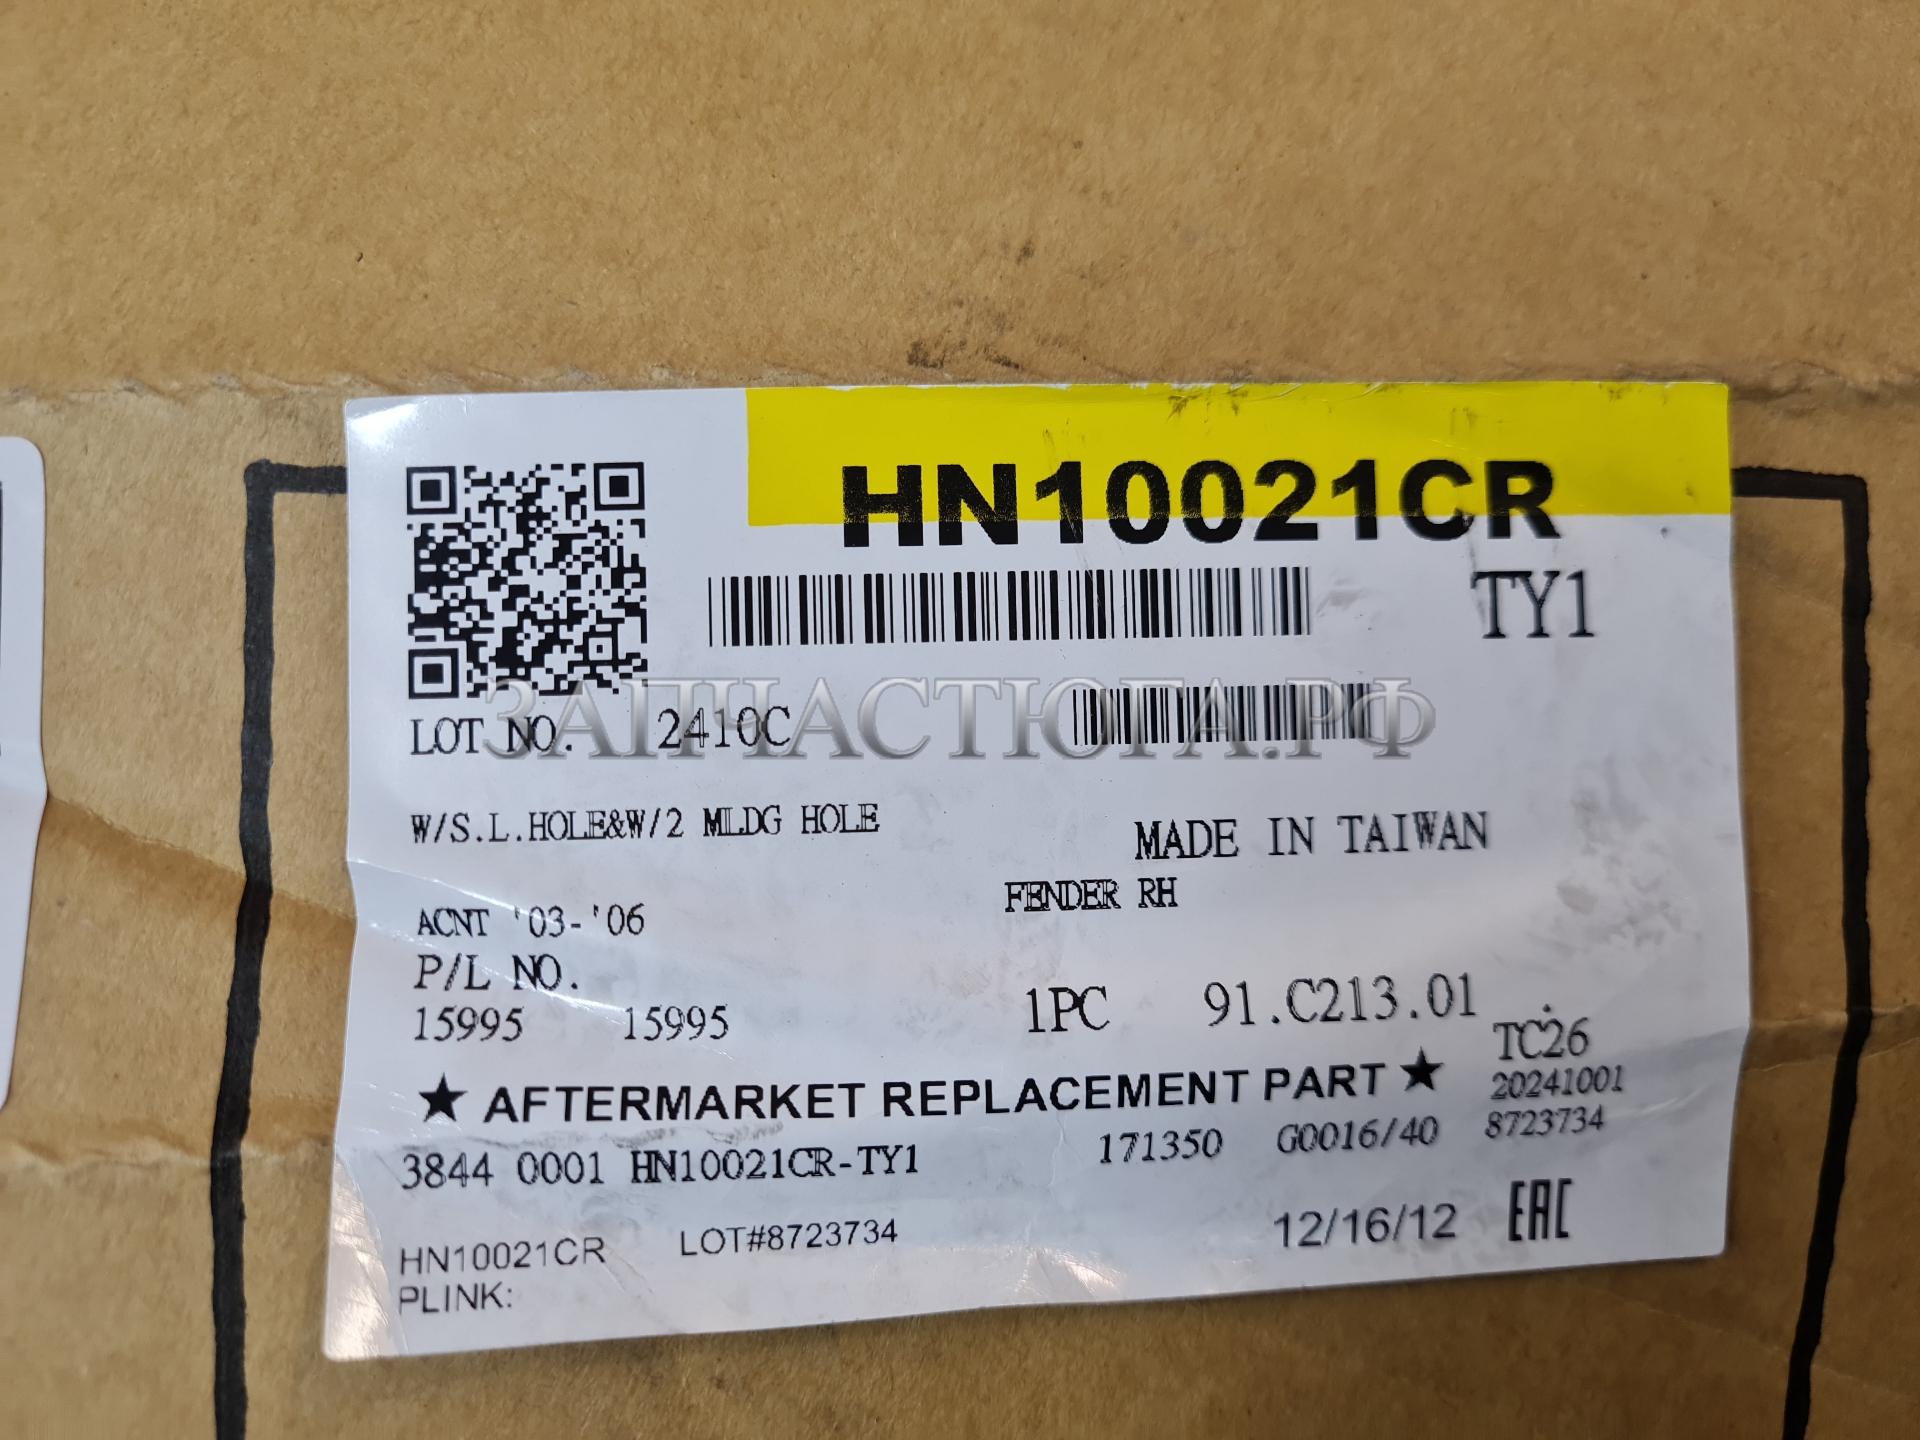 HN10021CR
TY1
LOT NO. 2410C
ЗАПЧАСТЮГА.РФ
W/S.L.HOLE&W/2 MLDG HOLE
MADE IN TAIWAN
FENDER RH
ACNT '03-'06
P/L NO.
15995 15995
1PC 91.C213.01
TC26
20241001
★ AFTERMARKET REPLACEMENT PART ★
8723734
3844 0001 HN10021CR-TY1 171350 G0016/40
HN10021CR LOT#8723734 12/16/12 EAC
PLINK: